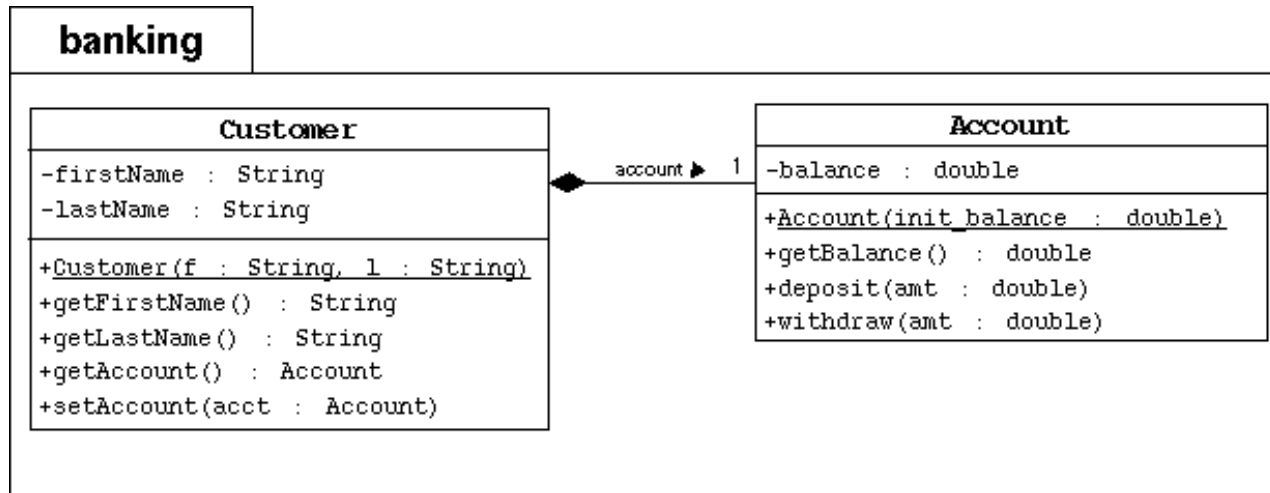 banking
Customer
-firstName : String
-lastName : String
+Customer(f : String, l : String)
+getFirstName() : String
+getLastName() : String
+getAccount() : Account
+setAccount(acct : Account)
account 1
Account
-balance : double
+Account(init_balance : double)
+getBalance() : double
+deposit(amt : double)
+withdraw(amt : double)